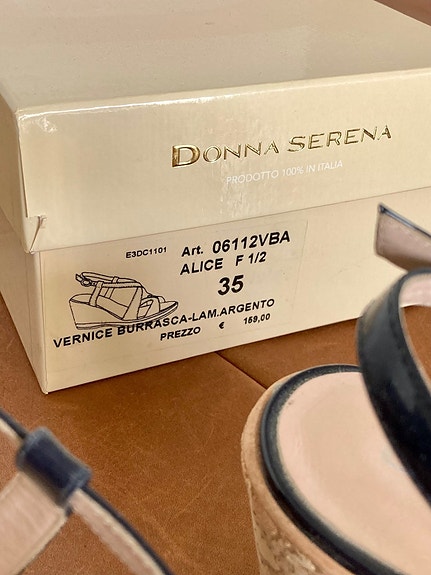 DONNA SERENA
PRODOTTO 100% IN ITALIA
E3DC1101
Art. 06112VBA
ALICE F 1/2
35
VERNICE BURRASCA-LAM.ARGENTO
PREZZO € 159,00